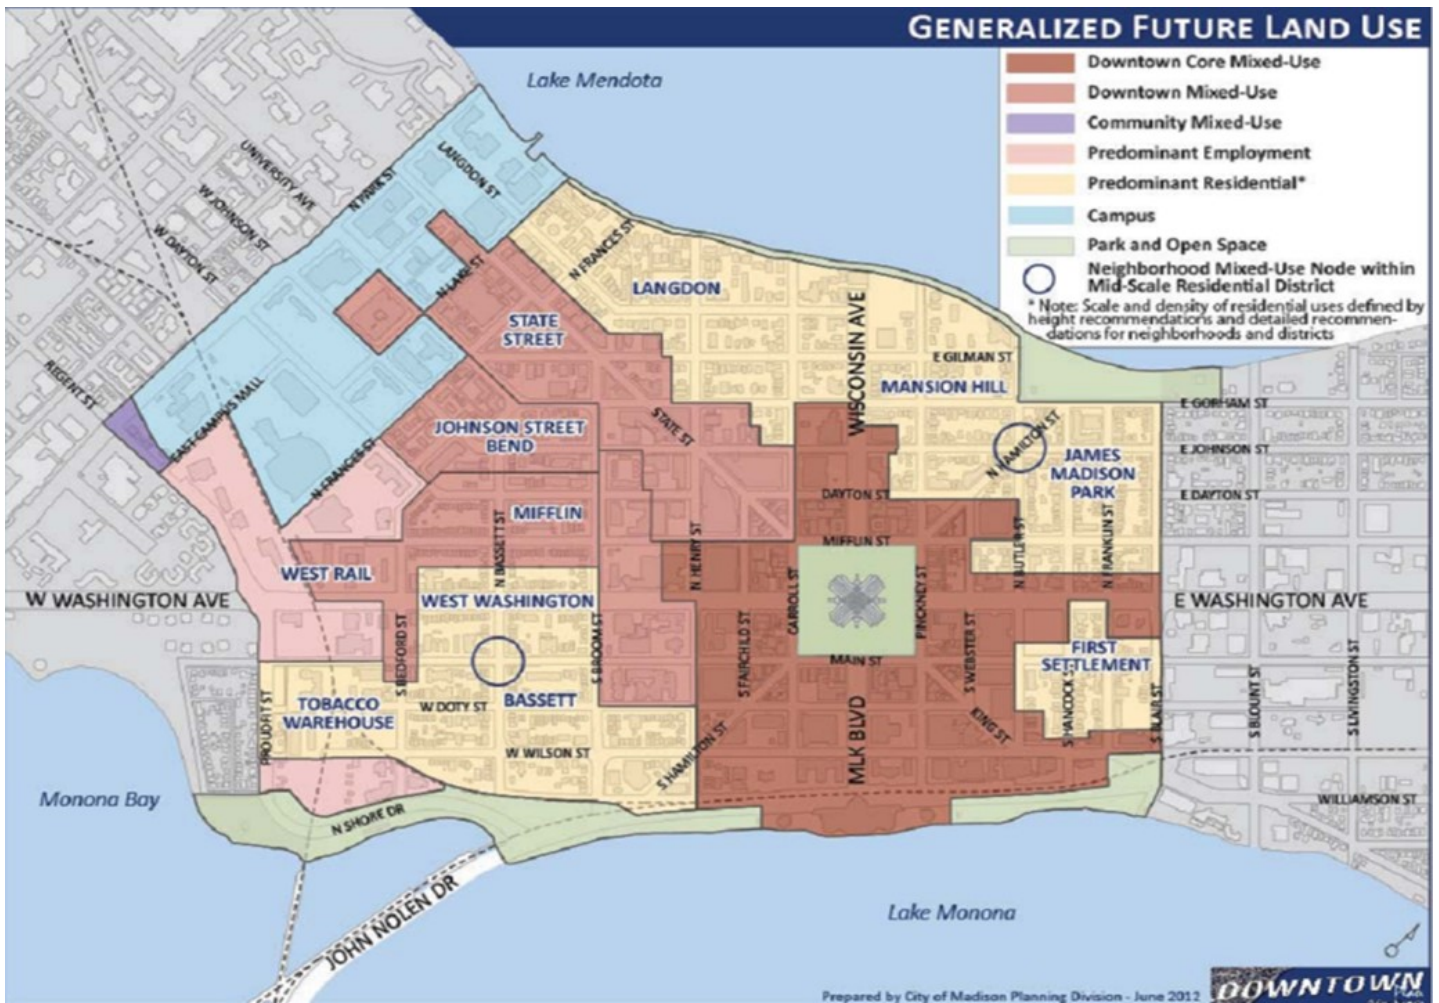 GENERALIZED FUTURE LAND USE
Downtown Core Mixed-Use
Downtown Mixed-Use
Community Mixed-Use
Predominant Employment
Predominant Residential*
Campus
Park and Open Space
Neighborhood Mixed-Use Node within
Mid-Scale Residential District
* Note: Scale and density of residential uses defined by
height recommendations and detailed recommen-
dations for neighborhoods and districts
Lake Mendota
LANGDON ST
UNIVERSITY AVE
N PARK ST
W JOHNSON ST
W DAYTON ST
N FRANCES ST
N LAKE ST
LANGDON
STATE
STREET
WISCONSIN AVE
E GILMAN ST
MANSION HILL
REGENT ST
EAST CAMPUS MALL
E GORHAM ST
STATE ST
JOHNSON STREET
BEND
N HAMILTON ST
E JOHNSON ST
JAMES
MADISON
PARK
N FRANCES ST
DAYTON ST
E DAYTON ST
MIFFLIN
N BASSETT ST
MIFFLIN ST
N HENRY ST
N BUTLER ST
N FRANKLIN ST
WEST RAIL
W WASHINGTON AVE
WEST WASHINGTON
CARROLL ST
PINCKNEY ST
E WASHINGTON AVE
S BEDFORD ST
S BROOM ST
S FAIRCHILD ST
MAIN ST
S WEBSTER ST
FIRST
SETTLEMENT
S HANCOCK ST
S BLAIR ST
S BLOUNT ST
S LIVINGSTON ST
TOBACCO
WAREHOUSE
PROUDFIT ST
W DOTY ST
BASSETT
MLK BLVD
KING ST
W WILSON ST
S HAMILTON ST
Monona Bay
N SHORE DR
WILLIAMSON ST
JOHN NOLEN DR
Lake Monona
Prepared by City of Madison Planning Division - June 2012
DOWNTOWN